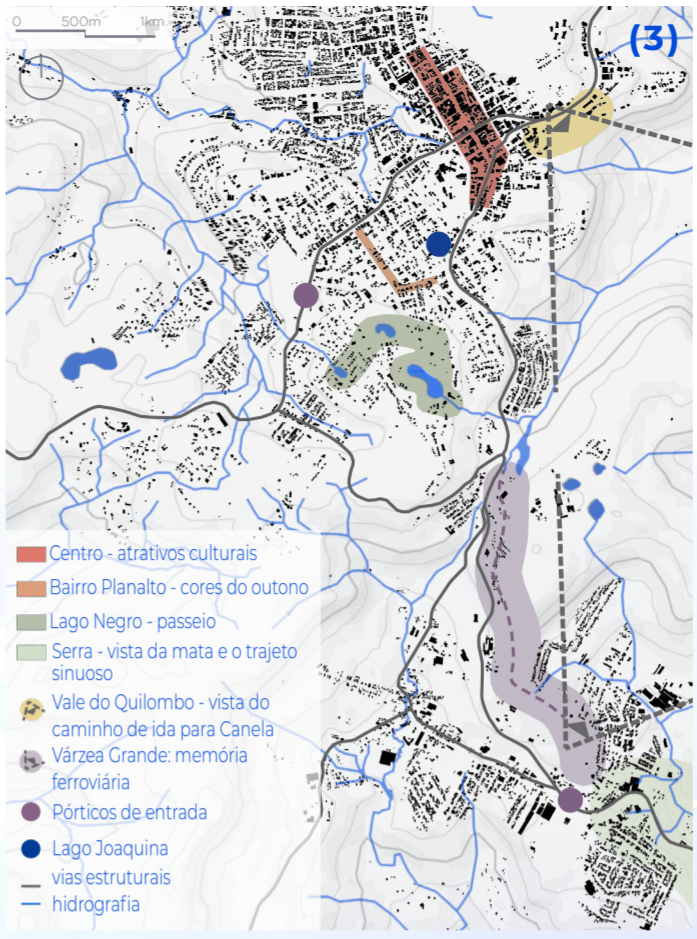 0 500m 1km
(3)
Centro - atrativos culturais
Bairro Planalto - cores do outono
Lago Negro - passeio
Serra - vista da mata e o trajeto
sinuoso
Vale do Quilombo - vista do
caminho de ida para Canela
Várzea Grande: memória
ferroviária
Pórticos de entrada
Lago Joaquina
vias estruturais
hidrografia